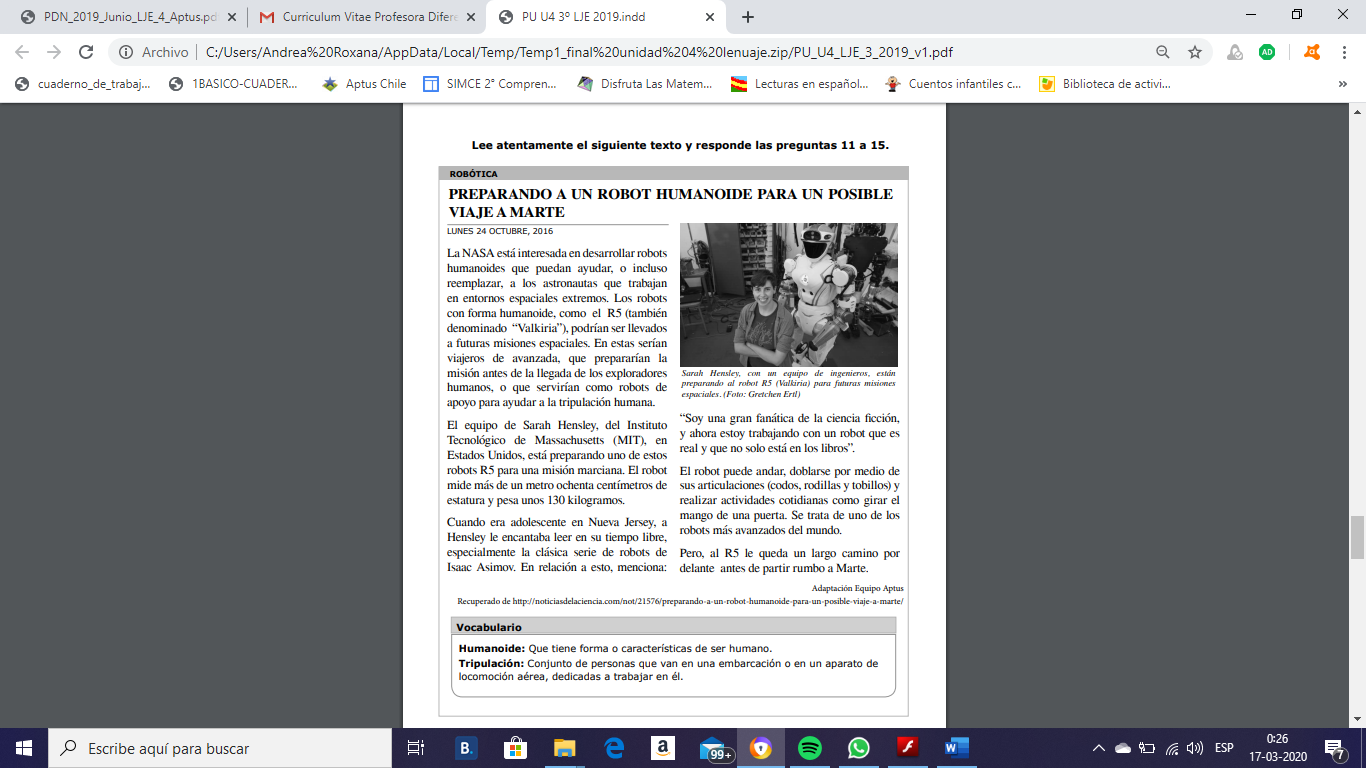 PDN_2019_Junio_LJE_4_Aptus.pd
Curriculum Vitae Profesora Difere
PU U4 3º LJE 2019.indd
Archivo
C:/Users/Andrea%20Roxana/AppData/Local/Temp/Temp1_final%20unidad%204%20lenuaje.zip/PU_U4_LJE_3_2019_v1.pdf
AD
cuaderno_de_trabaj...
1BASICO-CUADER...
Aptus Chile
SIMCE 2° Compren...
Disfruta Las Matem...
Lecturas en español...
Cuentos infantiles c...
Biblioteca de activi...
»
Lee atentamente el siguiente texto y responde las preguntas 11 a 15.
ROBÓTICA
PREPARANDO A UN ROBOT HUMANOIDE PARA UN POSIBLE
VIAJE A MARTE
LUNES 24 OCTUBRE, 2016
La NASA está interesada en desarrollar robots
humanoides que puedan ayudar, o incluso
reemplazar, a los astronautas que trabajan
en entornos espaciales extremos. Los robots
con forma humanoide, como el R5 (también
denominado “Valkiria”), podrían ser llevados
a futuras misiones espaciales. En estas serían
viajeros de avanzada, que prepararían la
misión antes de la llegada de los exploradores
humanos, o que servirían como robots de
apoyo para ayudar a la tripulación humana.
El equipo de Sarah Hensley, del Instituto
Tecnológico de Massachusetts (MIT), en
Estados Unidos, está preparando uno de estos
robots R5 para una misión marciana. El robot
mide más de un metro ochenta centímetros de
estatura y pesa unos 130 kilogramos.
Cuando era adolescente en Nueva Jersey, a
Hensley le encantaba leer en su tiempo libre,
especialmente la clásica serie de robots de
Isaac Asimov. En relación a esto, menciona:
Sarah Hensley, con un equipo de ingenieros, están
preparando al robot R5 (Valkiria) para futuras misiones
espaciales. (Foto: Gretchen Ertl)
“Soy una gran fanática de la ciencia ficción,
y ahora estoy trabajando con un robot que es
real y que no solo está en los libros”.
El robot puede andar, doblarse por medio de
sus articulaciones (codos, rodillas y tobillos) y
realizar actividades cotidianas como girar el
mango de una puerta. Se trata de uno de los
robots más avanzados del mundo.
Pero, al R5 le queda un largo camino por
delante antes de partir rumbo a Marte.
Adaptación Equipo Aptus
Recuperado de http://noticiasdelaciencia.com/not/21576/preparando-a-un-robot-humanoide-para-un-posible-viaje-a-marte/
Vocabulario
Humanoide: Que tiene forma o características de ser humano.
Tripulación: Conjunto de personas que van en una embarcación o en un aparato de
locomoción aérea, dedicadas a trabajar en él.
Escribe aquí para buscar
B.
a
99+
ESP
0:26
17-03-2020
7